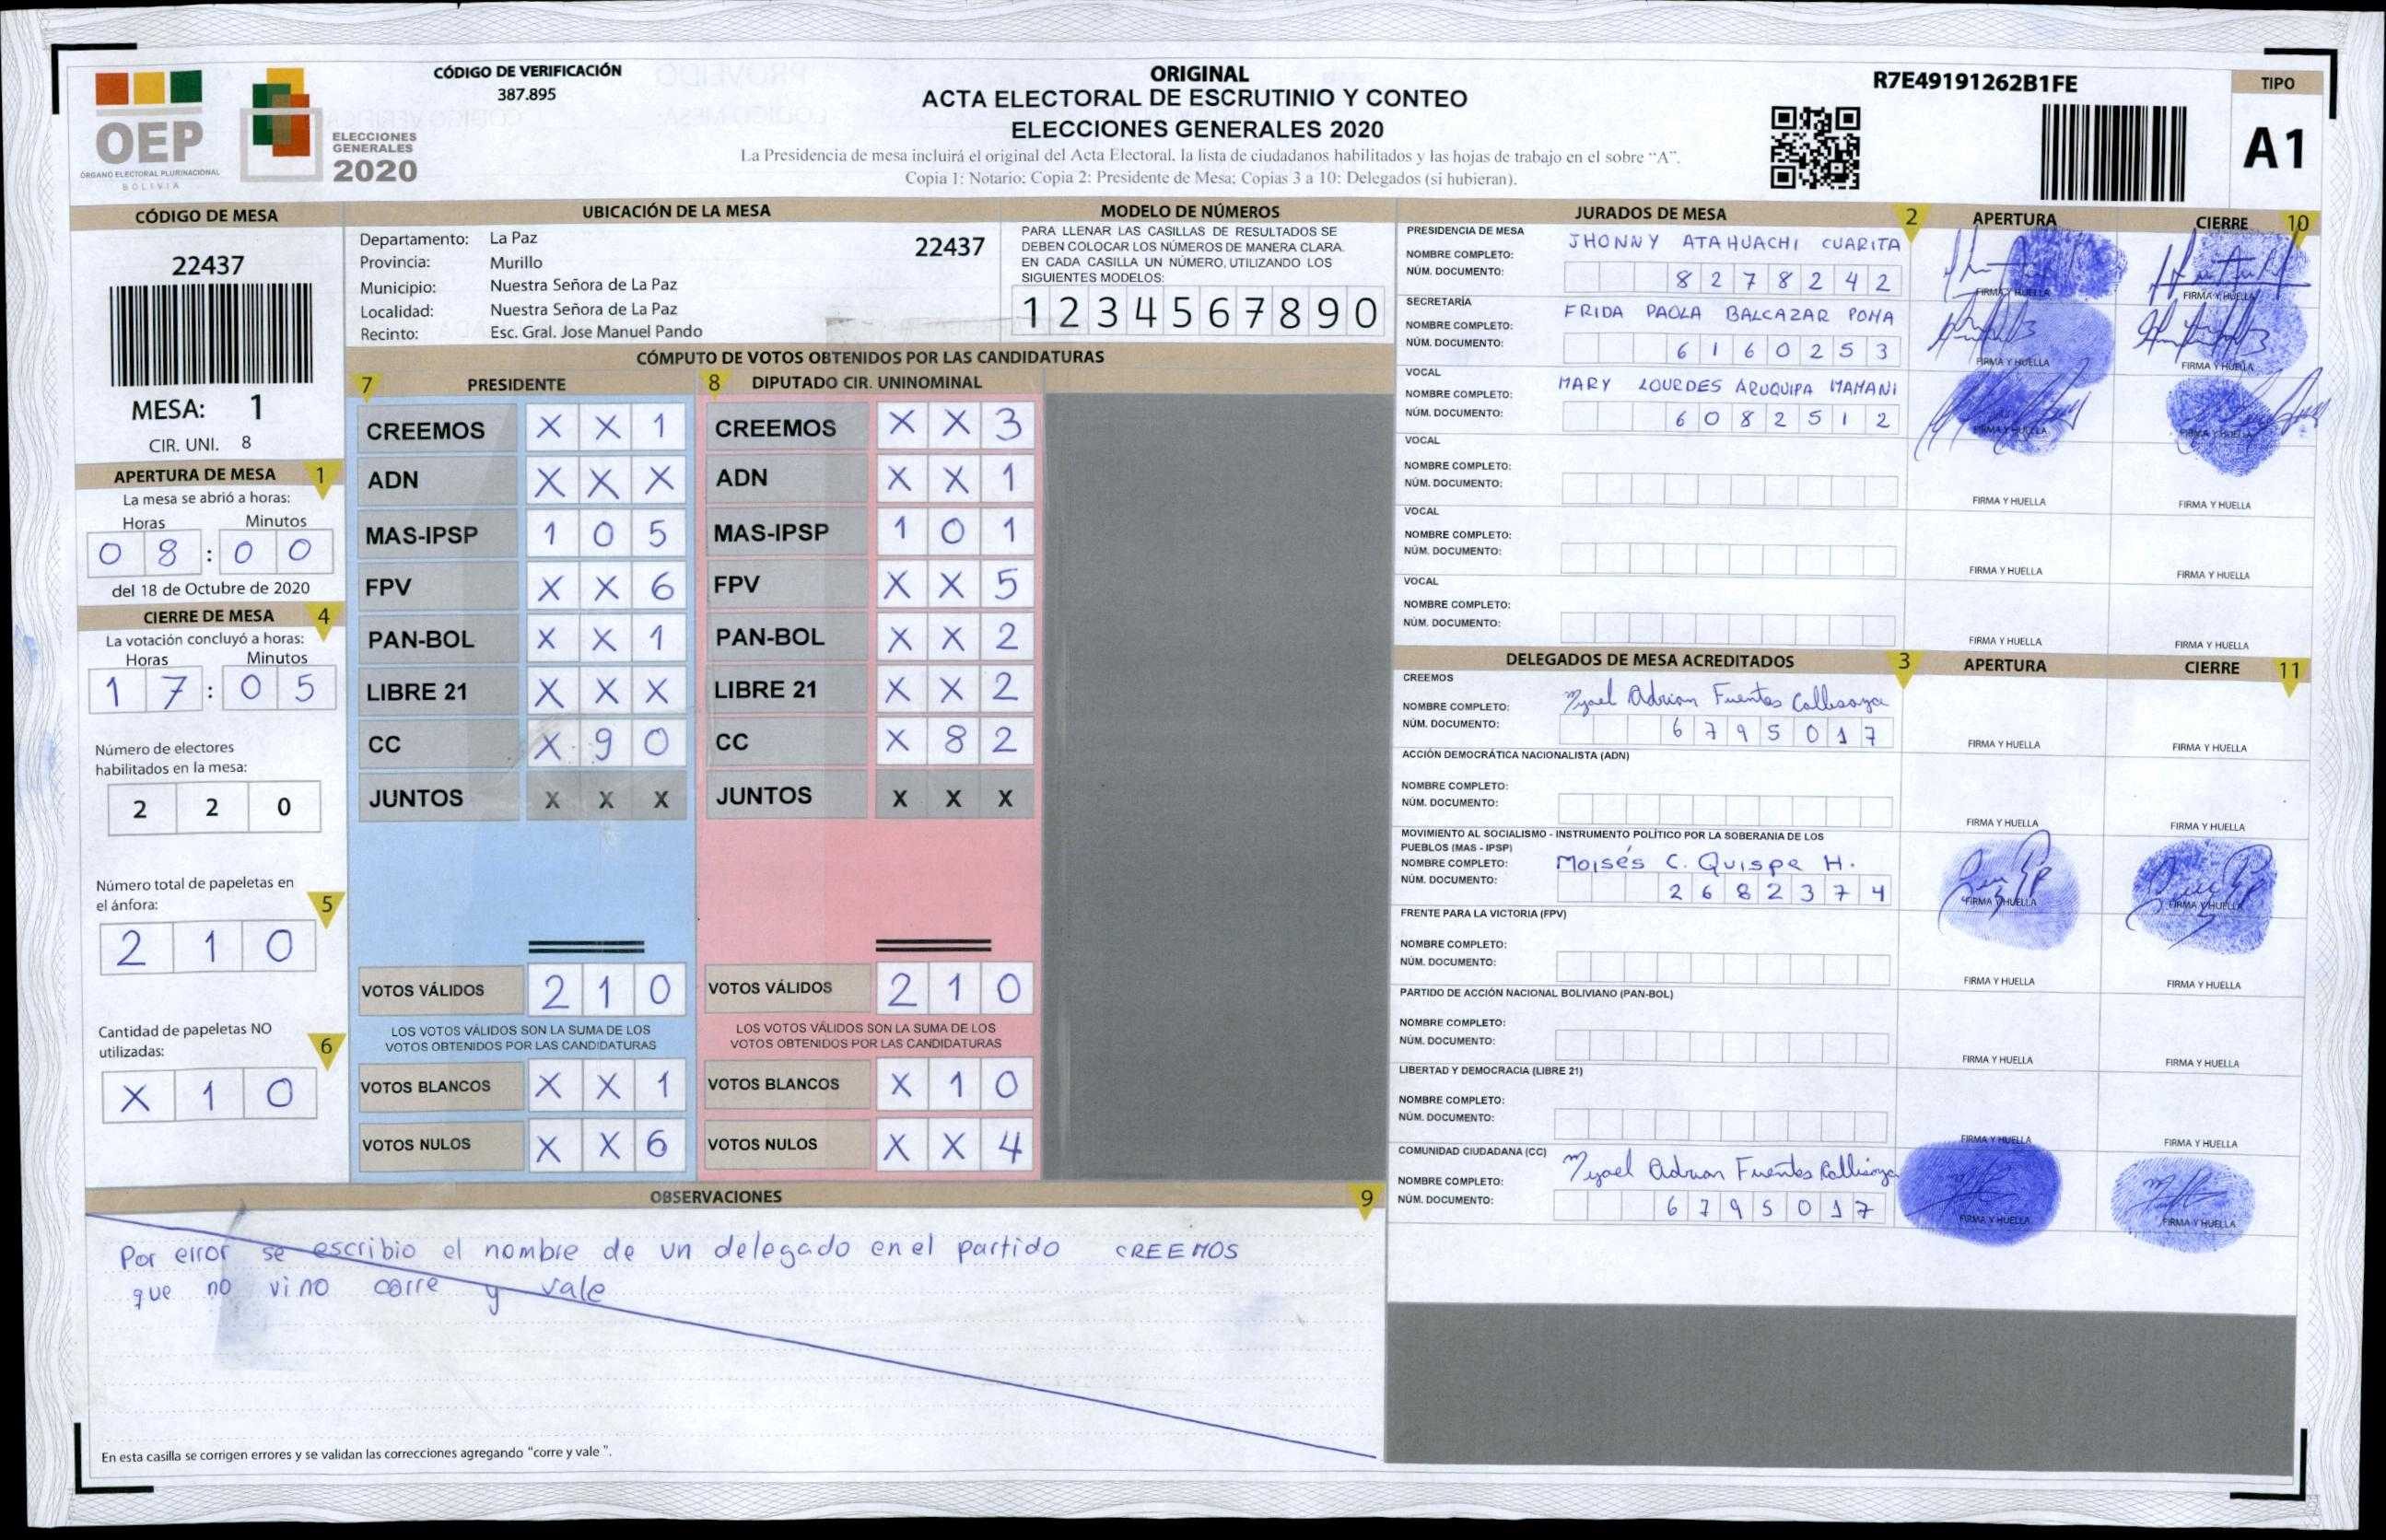 CÓDIGO DE VERIFICACIÓN
387.895
OEP
ÓRGANO ELECTORAL PLURINACIONAL
BOLIVIA
ELECCIONES
GENERALES
2020
ORIGINAL
ACTA ELECTORAL DE ESCRUTINIO Y CONTEO
ELECCIONES GENERALES 2020
La Presidencia de mesa incluirá el original del Acta Electoral, la lista de ciudadanos habilitados y las hojas de trabajo en el sobre "A".
Copia 1: Notario; Copia 2: Presidente de Mesa; Copias 3 a 10: Delegados (si hubieran).
R7E49191262B1FE
TIPO
A1
CÓDIGO DE MESA
22437
MESA: 1
CIR. UNI. 8
APERTURA DE MESA 1
La mesa se abrió a horas:
Horas Minutos
0 8 : 0 0
del 18 de Octubre de 2020
CIERRE DE MESA 4
La votación concluyó a horas:
Horas Minutos
1 7 : 0 5
Número de electores
habilitados en la mesa:
2 2 0
Número total de papeletas en
el ánfora: 5
2 1 0
Cantidad de papeletas NO
utilizadas: 6
X 1 0
UBICACIÓN DE LA MESA
Departamento: La Paz 22437
Provincia: Murillo
Municipio: Nuestra Señora de La Paz
Localidad: Nuestra Señora de La Paz
Recinto: Esc. Gral. Jose Manuel Pando
MODELO DE NÚMEROS
PARA LLENAR LAS CASILLAS DE RESULTADOS SE
DEBEN COLOCAR LOS NÚMEROS DE MANERA CLARA.
EN CADA CASILLA UN NÚMERO, UTILIZANDO LOS
SIGUIENTES MODELOS:
1 2 3 4 5 6 7 8 9 0
CÓMPUTO DE VOTOS OBTENIDOS POR LAS CANDIDATURAS
7 PRESIDENTE
CREEMOS X X 1
ADN X X X
MAS-IPSP 1 0 5
FPV X X 6
PAN-BOL X X 1
LIBRE 21 X X X
CC X 9 0
JUNTOS X X X
VOTOS VÁLIDOS 2 1 0
LOS VOTOS VÁLIDOS SON LA SUMA DE LOS
VOTOS OBTENIDOS POR LAS CANDIDATURAS
VOTOS BLANCOS X X 1
VOTOS NULOS X X 6
8 DIPUTADO CIR. UNINOMINAL
CREEMOS X X 3
ADN X X 1
MAS-IPSP 1 0 1
FPV X X 5
PAN-BOL X X 2
LIBRE 21 X X 2
CC X 8 2
JUNTOS X X X
VOTOS VÁLIDOS 2 1 0
LOS VOTOS VÁLIDOS SON LA SUMA DE LOS
VOTOS OBTENIDOS POR LAS CANDIDATURAS
VOTOS BLANCOS X 1 0
VOTOS NULOS X X 4
OBSERVACIONES 9
Por error se escribio el nombre de un delegado en el partido CREEMOS
que no vino corre y vale
En esta casilla se corrigen errores y se validan las correcciones agregando "corre y vale ".
JURADOS DE MESA 2 APERTURA CIERRE 10
PRESIDENCIA DE MESA
NOMBRE COMPLETO: JHONNY ATAHUACHI CUARITA
NÚM. DOCUMENTO: 8 2 7 8 2 4 2
FIRMA Y HUELLA FIRMA Y HUELLA
SECRETARÍA
NOMBRE COMPLETO: FRIDA PAOLA BALCAZAR POMA
NÚM. DOCUMENTO: 6 1 6 0 2 5 3
FIRMA Y HUELLA FIRMA Y HUELLA
VOCAL
NOMBRE COMPLETO: MARY LOURDES ARUQUIPA MAMANI
NÚM. DOCUMENTO: 6 0 8 2 5 1 2
FIRMA Y HUELLA FIRMA Y HUELLA
VOCAL
NOMBRE COMPLETO:
NÚM. DOCUMENTO:
FIRMA Y HUELLA FIRMA Y HUELLA
VOCAL
NOMBRE COMPLETO:
NÚM. DOCUMENTO:
FIRMA Y HUELLA FIRMA Y HUELLA
VOCAL
NOMBRE COMPLETO:
NÚM. DOCUMENTO:
FIRMA Y HUELLA FIRMA Y HUELLA
DELEGADOS DE MESA ACREDITADOS 3 APERTURA CIERRE 11
CREEMOS
NOMBRE COMPLETO: Adrian Fuentes
NÚM. DOCUMENTO: 6 7 9 5 0 1 7
FIRMA Y HUELLA FIRMA Y HUELLA
ACCIÓN DEMOCRÁTICA NACIONALISTA (ADN)
NOMBRE COMPLETO:
NÚM. DOCUMENTO:
FIRMA Y HUELLA FIRMA Y HUELLA
MOVIMIENTO AL SOCIALISMO - INSTRUMENTO POLÍTICO POR LA SOBERANIA DE LOS
PUEBLOS (MAS - IPSP)
NOMBRE COMPLETO: Moisés C. Quispe H.
NÚM. DOCUMENTO: 2 6 8 2 3 7 4
FIRMA Y HUELLA FIRMA Y HUELLA
FRENTE PARA LA VICTORIA (FPV)
NOMBRE COMPLETO:
NÚM. DOCUMENTO:
FIRMA Y HUELLA FIRMA Y HUELLA
PARTIDO DE ACCIÓN NACIONAL BOLIVIANO (PAN-BOL)
NOMBRE COMPLETO:
NÚM. DOCUMENTO:
FIRMA Y HUELLA FIRMA Y HUELLA
LIBERTAD Y DEMOCRACIA (LIBRE 21)
NOMBRE COMPLETO:
NÚM. DOCUMENTO:
FIRMA Y HUELLA FIRMA Y HUELLA
COMUNIDAD CIUDADANA (CC)
NOMBRE COMPLETO: Adrian Fuentes
NÚM. DOCUMENTO: 6 7 9 5 0 1 7
FIRMA Y HUELLA FIRMA Y HUELLA